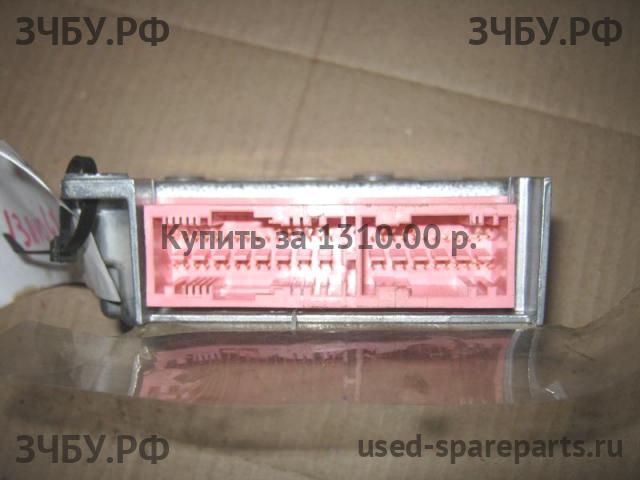 ЗЧБУ.РФ ЗЧБУ.РФ
Купить за 1310.00 р.
ЗЧБУ.РФ used-spareparts.ru